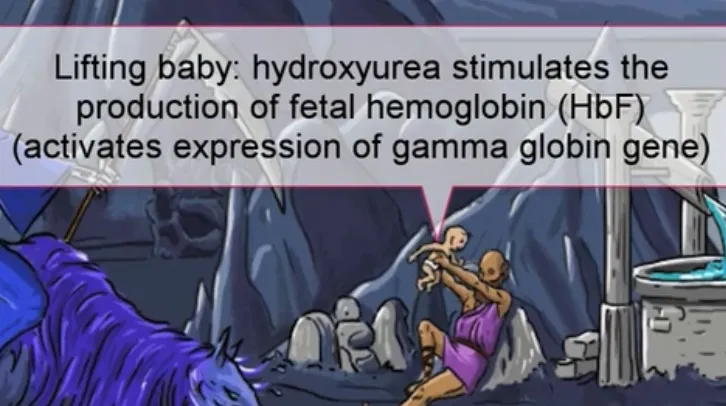 Lifting baby: hydroxyurea stimulates the
production of fetal hemoglobin (HbF)
(activates expression of gamma globin gene)